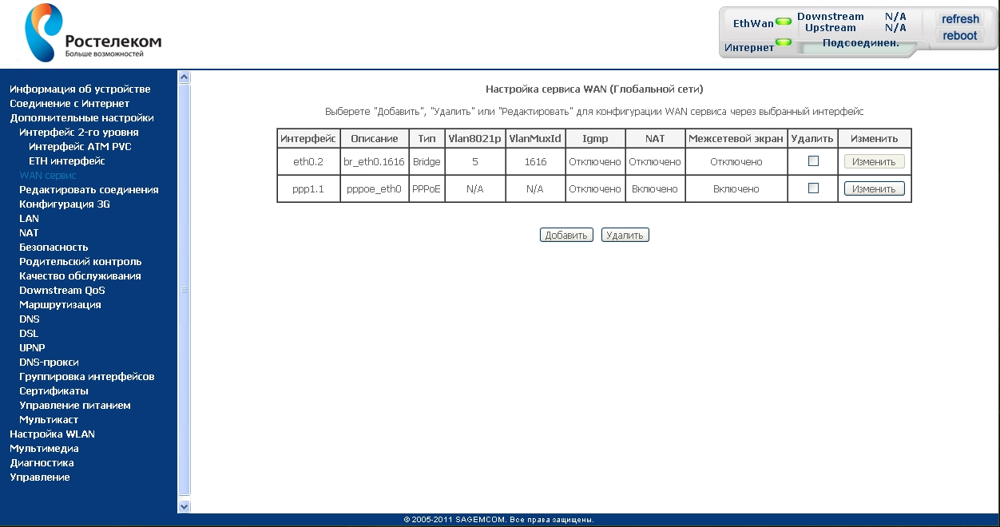 Ростелеком
Больше возможностей
EthWan Downstream N/A
Upstream N/A
Интернет Подсоединен.
refresh
reboot
Информация об устройстве
Соединение с Интернет
Дополнительные настройки
Интерфейс 2-го уровня
Интерфейс ATM PVC
ETH интерфейс
WAN сервис
Редактировать соединения
Конфигурация 3G
LAN
NAT
Безопасность
Родительский контроль
Качество обслуживания
Downstream QoS
Маршрутизация
DNS
DSL
UPNP
DNS-прокси
Группировка интерфейсов
Сертификаты
Управление питанием
Мультикаст
Настройка WLAN
Мультимедиа
Диагностика
Управление
Настройка сервиса WAN (Глобальной сети)
Выберете "Добавить", "Удалить" или "Редактировать" для конфигурации WAN сервиса через выбранный интерфейс
Интерфейс Описание Тип Vlan8021p VlanMuxId Igmp NAT Межсетевой экран Удалить Изменить
eth0.2 br_eth0.1616 Bridge 5 1616 Отключено Отключено Отключено Изменить
ppp1.1 pppoe_eth0 PPPoE N/A N/A Отключено Включено Включено Изменить
Добавить Удалить
© 2005-2011 SAGEMCOM. Все права защищены.